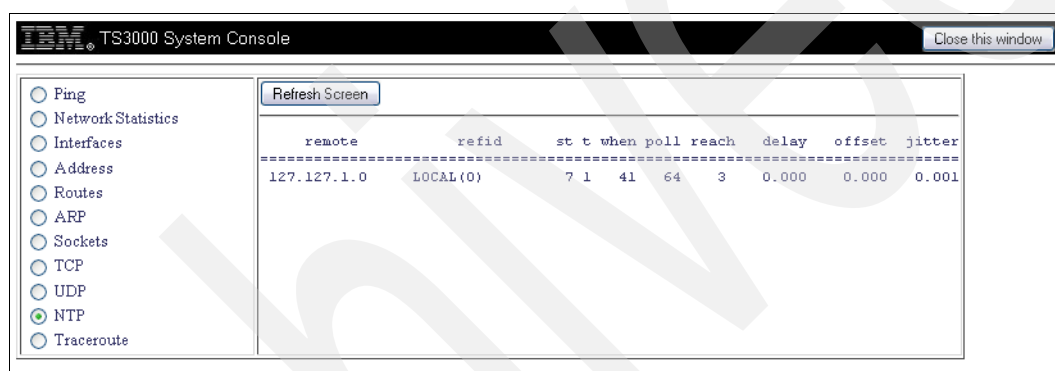 IBM® TS3000 System Console
Close this window
Ping
Network Statistics
Interfaces
Address
Routes
ARP
Sockets
TCP
UDP
NTP
Traceroute
Refresh Screen
remote refid st t when poll reach delay offset jitter
==============================================================================
127.127.1.0 LOCAL(0) 7 l 41 64 3 0.000 0.000 0.001